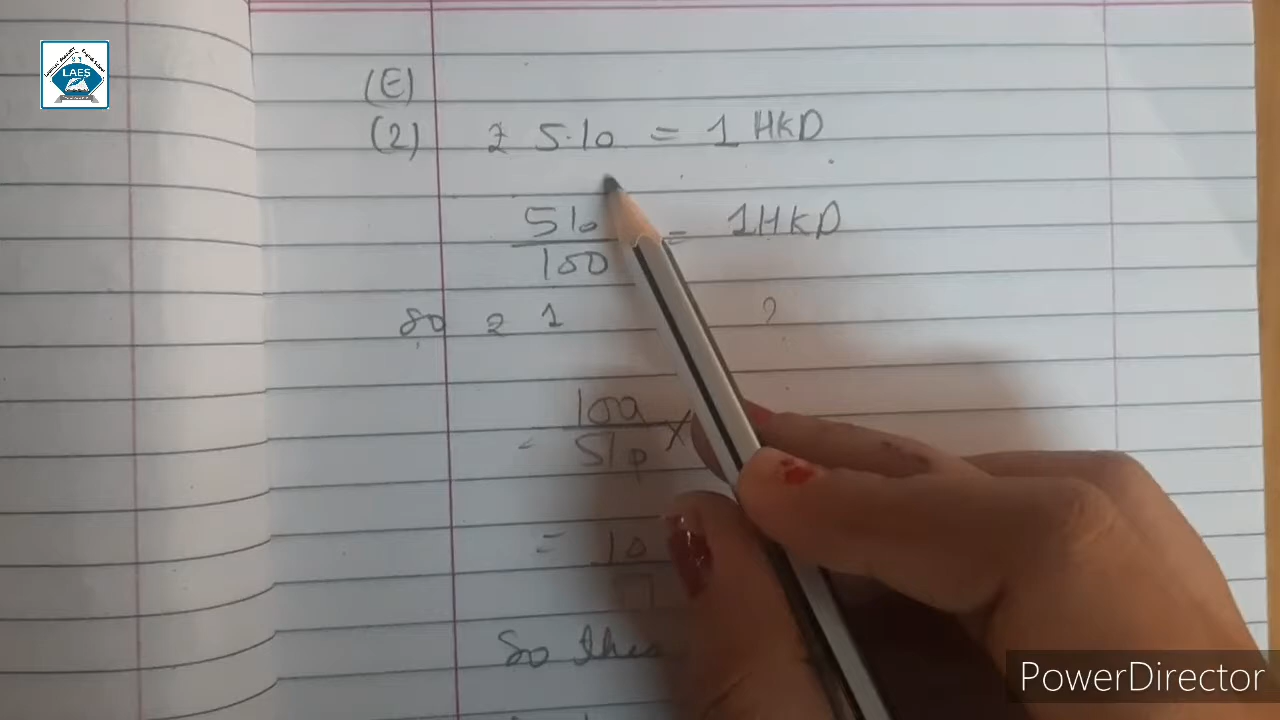 LAES
(E)
(2) ₹ 5.10 = 1 HKD
510
100 = 1 HKD
So ₹ 1 ?
= 100
510 ×
= 10
So the
PowerDirector